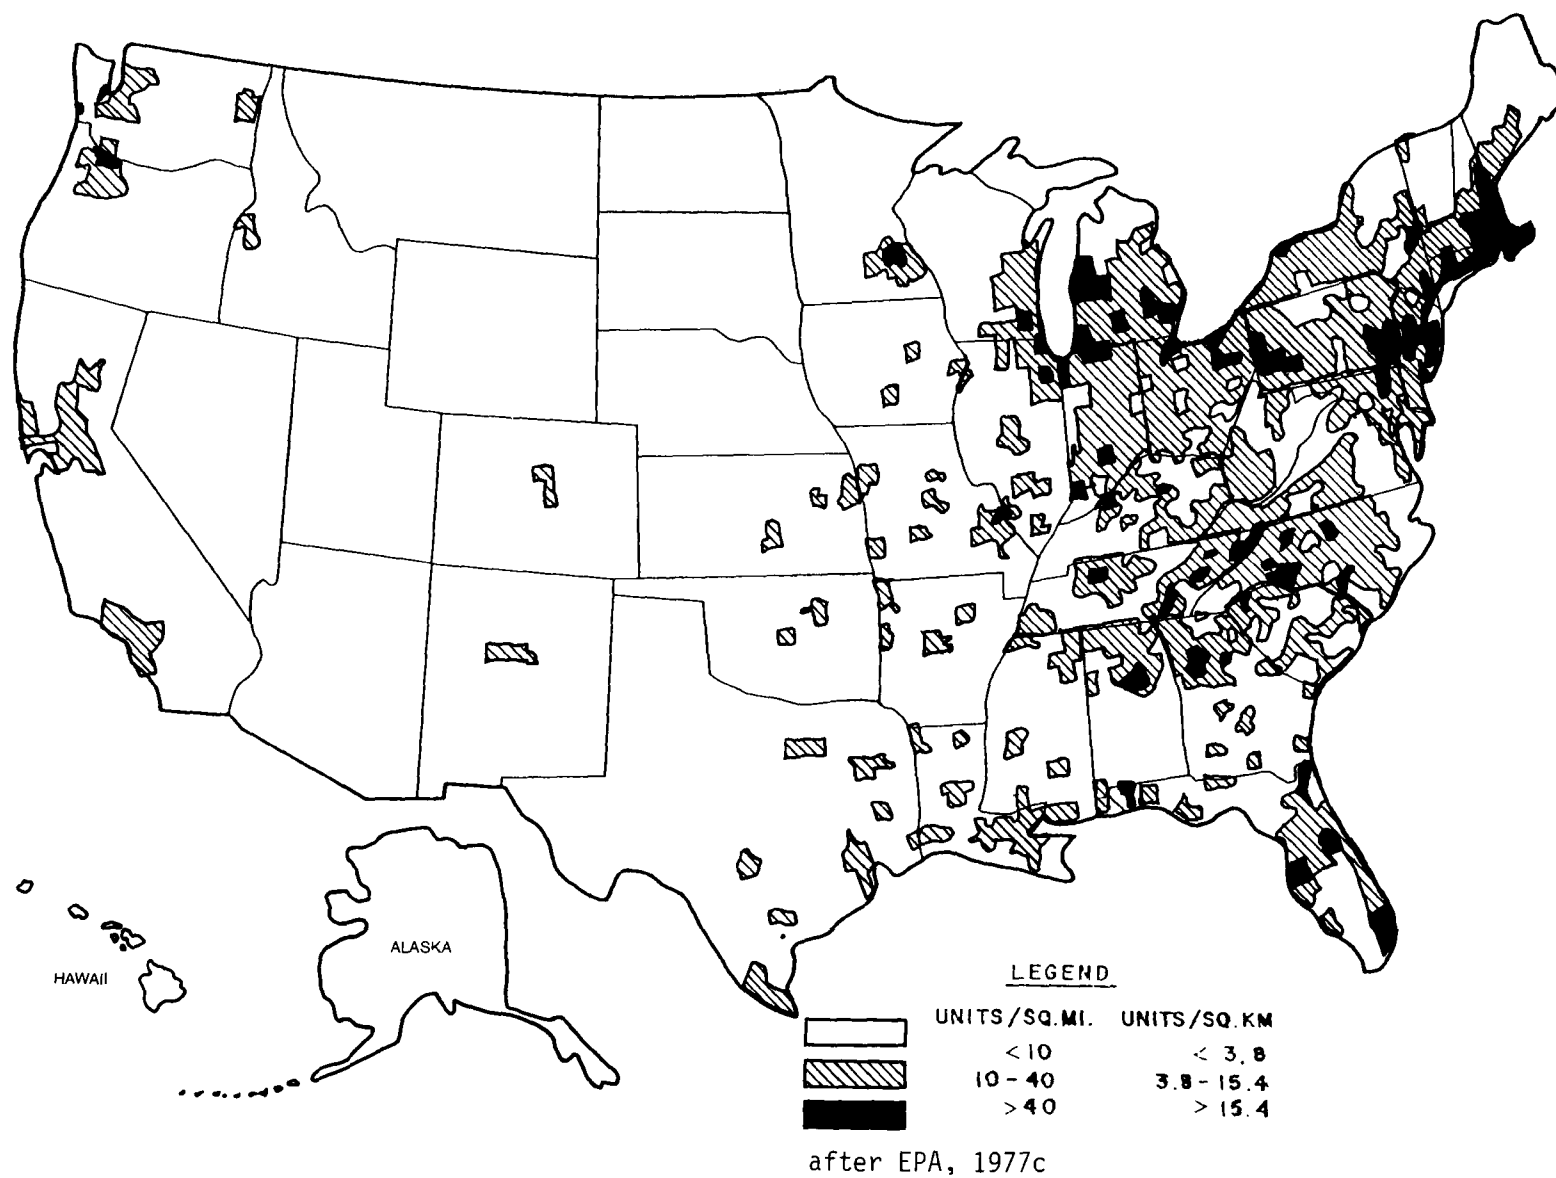 ALASKA
HAWAII
LEGEND
UNITS/SQ.MI. UNITS/SQ.KM
<10 < 3.8
10-40 3.8-15.4
>40 > 15.4
after EPA, 1977c